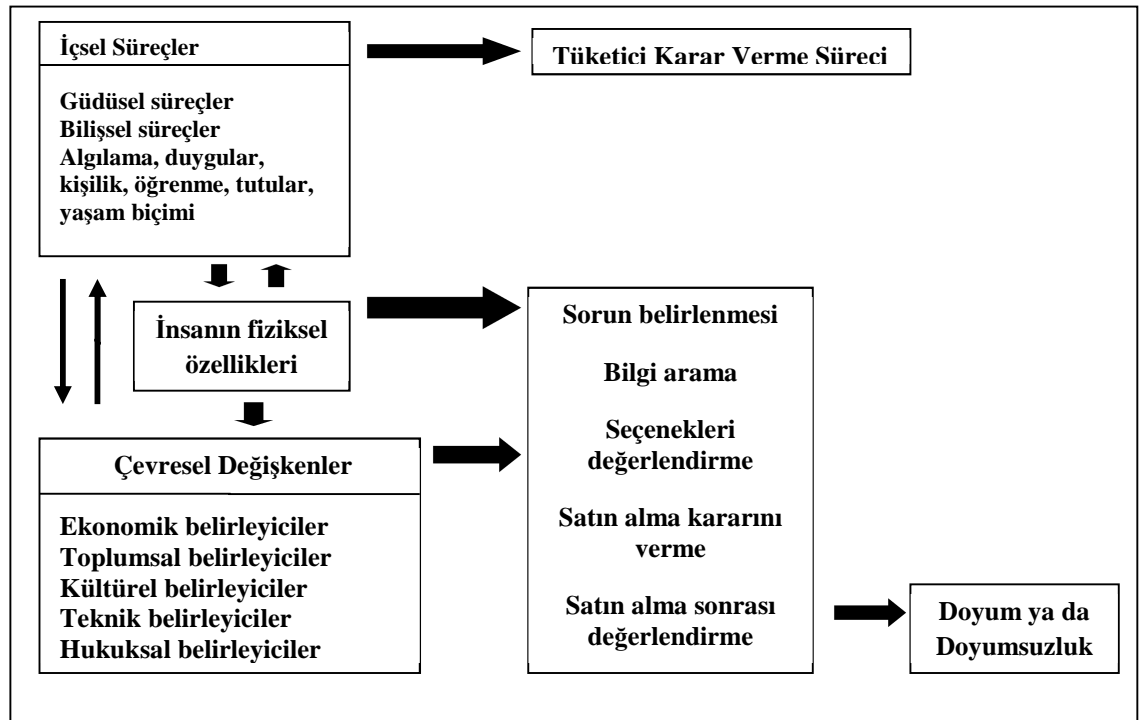 İçsel Süreçler
Tüketici Karar Verme Süreci
Güdüsel süreçler
Bilişsel süreçler
Algılama, duygular,
kişilik, öğrenme, tutular,
yaşam biçimi
İnsanın fiziksel
özellikleri
Çevresel Değişkenler
Ekonomik belirleyiciler
Toplumsal belirleyiciler
Kültürel belirleyiciler
Teknik belirleyiciler
Hukuksal belirleyiciler
Sorun belirlenmesi
Bilgi arama
Seçenekleri
değerlendirme
Satın alma kararını
verme
Satın alma sonrası
değerlendirme
Doyum ya da
Doyumsuzluk